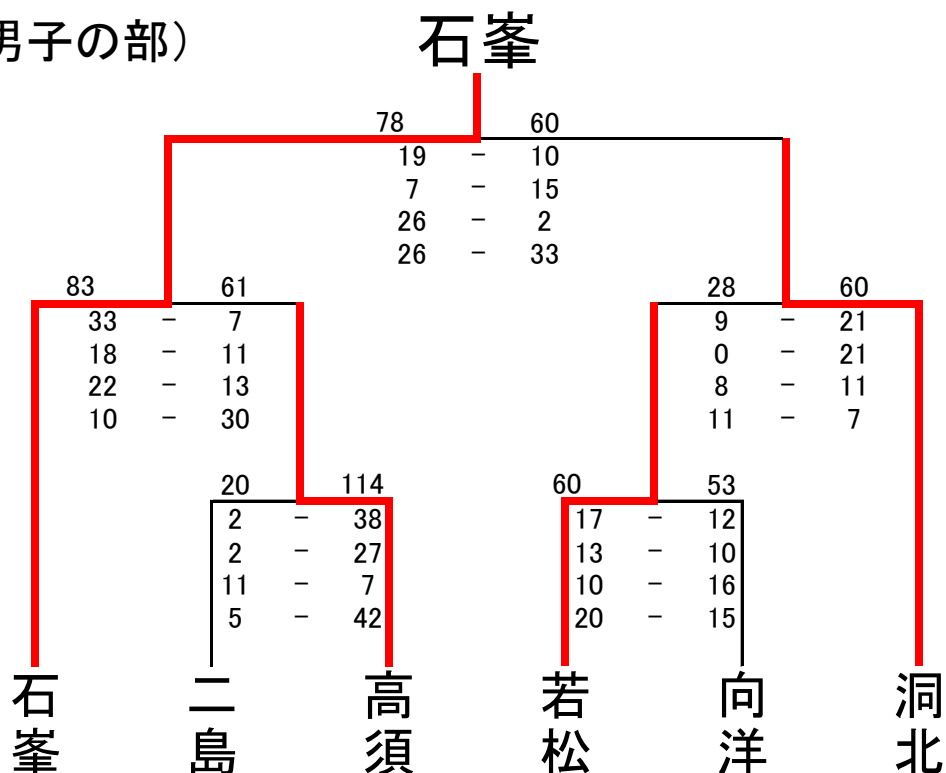 男子の部）
石峯
78 60
19 － 10
7 － 15
26 － 2
26 － 33
83 61
33 － 7
18 － 11
22 － 13
10 － 30
28 60
9 － 21
0 － 21
8 － 11
11 － 7
20 114
2 － 38
2 － 27
11 － 7
5 － 42
60 53
17 － 12
13 － 10
10 － 16
20 － 15
石峯
二島
高須
若松
向洋
洞北